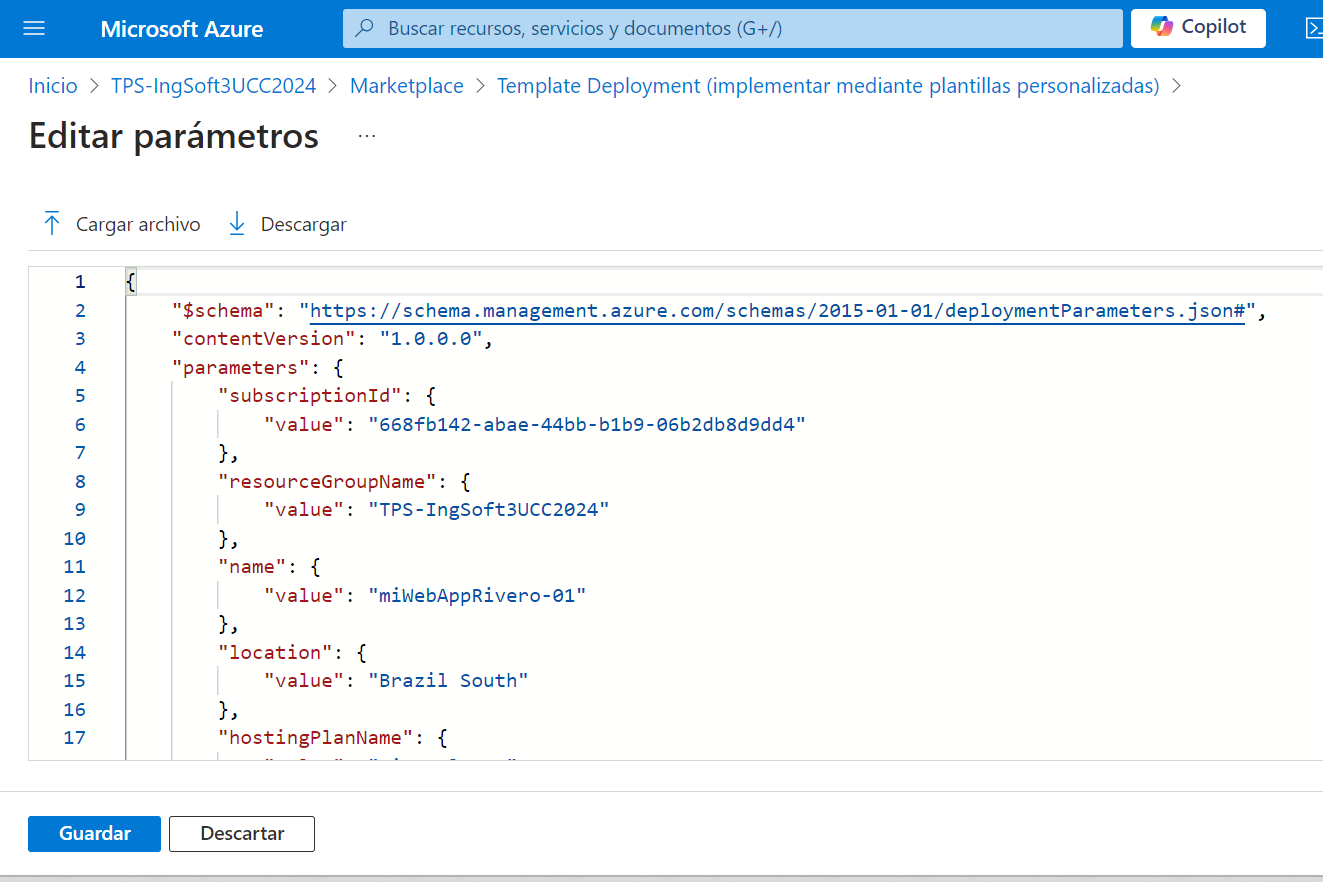 Microsoft Azure
Buscar recursos, servicios y documentos (G+/)
Copilot
Inicio > TPS-IngSoft3UCC2024 > Marketplace > Template Deployment (implementar mediante plantillas personalizadas) >
Editar parámetros ...
Cargar archivo Descargar
1 {
2 "$schema": "https://schema.management.azure.com/schemas/2015-01-01/deploymentParameters.json#",
3 "contentVersion": "1.0.0.0",
4 "parameters": {
5 "subscriptionId": {
6 "value": "668fb142-abae-44bb-b1b9-06b2db8d9dd4"
7 },
8 "resourceGroupName": {
9 "value": "TPS-IngSoft3UCC2024"
10 },
11 "name": {
12 "value": "miWebAppRivero-01"
13 },
14 "location": {
15 "value": "Brazil South"
16 },
17 "hostingPlanName": {
Guardar Descartar